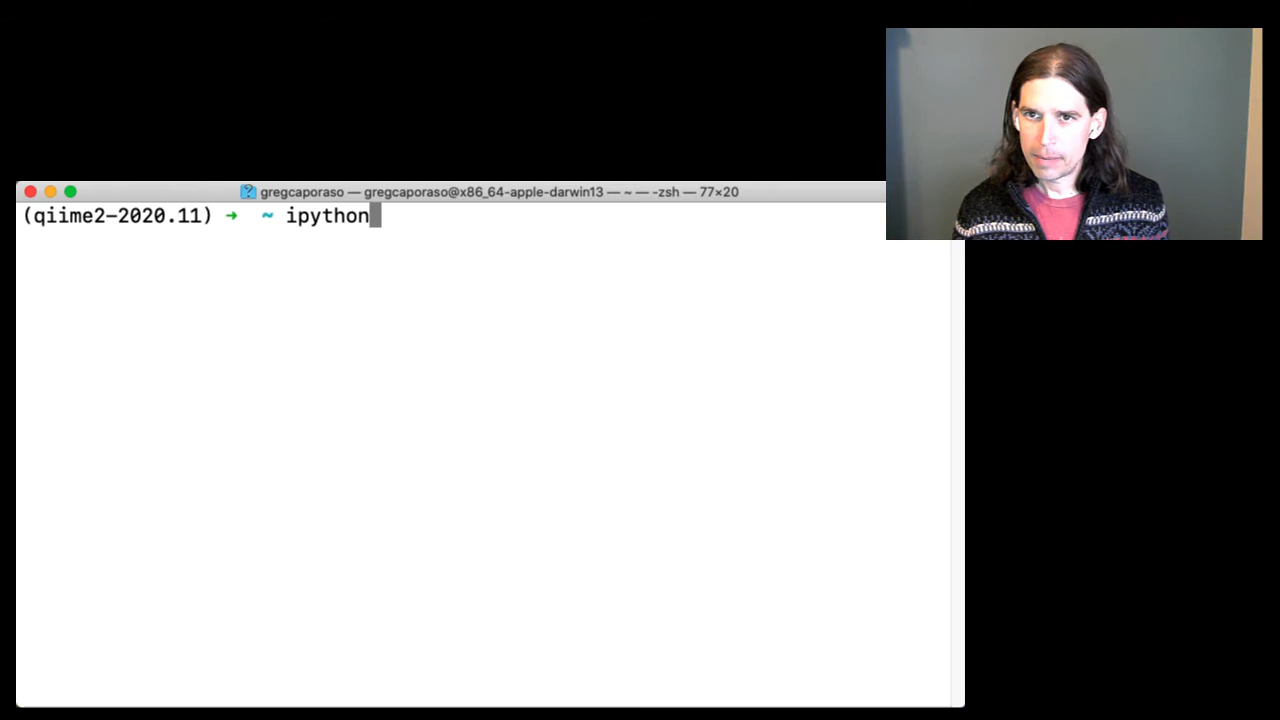 gregcaporaso — gregcaporaso@x86_64-apple-darwin13 — ~ — -zsh — 77×20
(qiime2-2020.11) ➜  ~ ipython